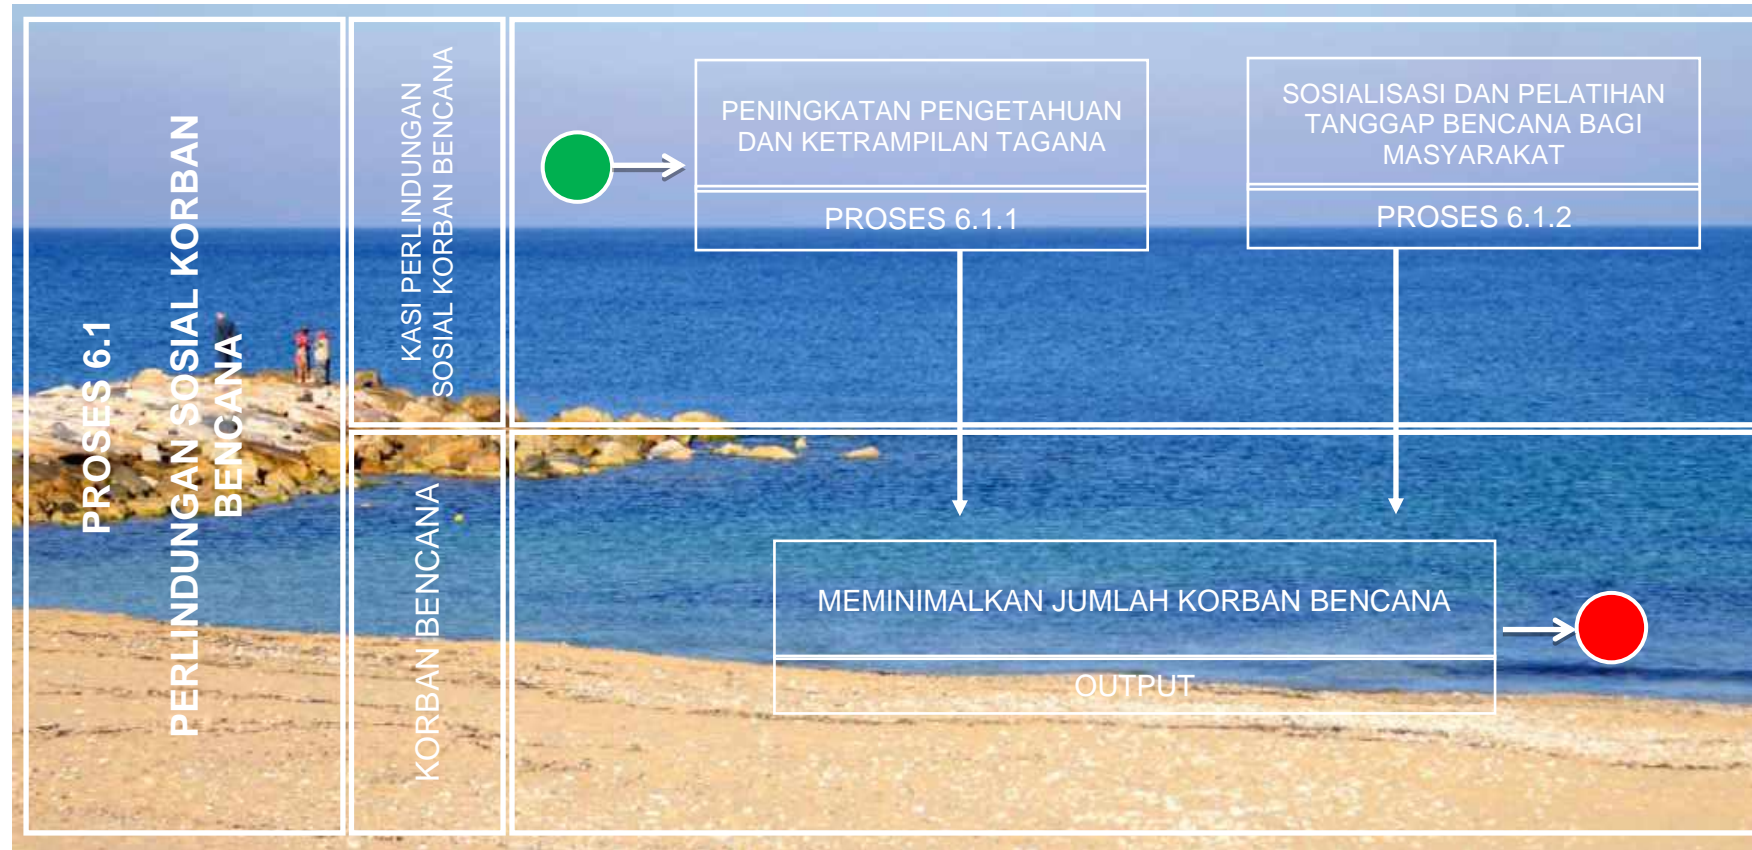 PROSES 6.1
PERLINDUNGAN SOSIAL KORBAN
BENCANA
KASI PERLINDUNGAN
SOSIAL KORBAN BENCANA
PENINGKATAN PENGETAHUAN
DAN KETRAMPILAN TAGANA
PROSES 6.1.1
SOSIALISASI DAN PELATIHAN
TANGGAP BENCANA BAGI
MASYARAKAT
PROSES 6.1.2
KORBAN BENCANA
MEMINIMALKAN JUMLAH KORBAN BENCANA
OUTPUT